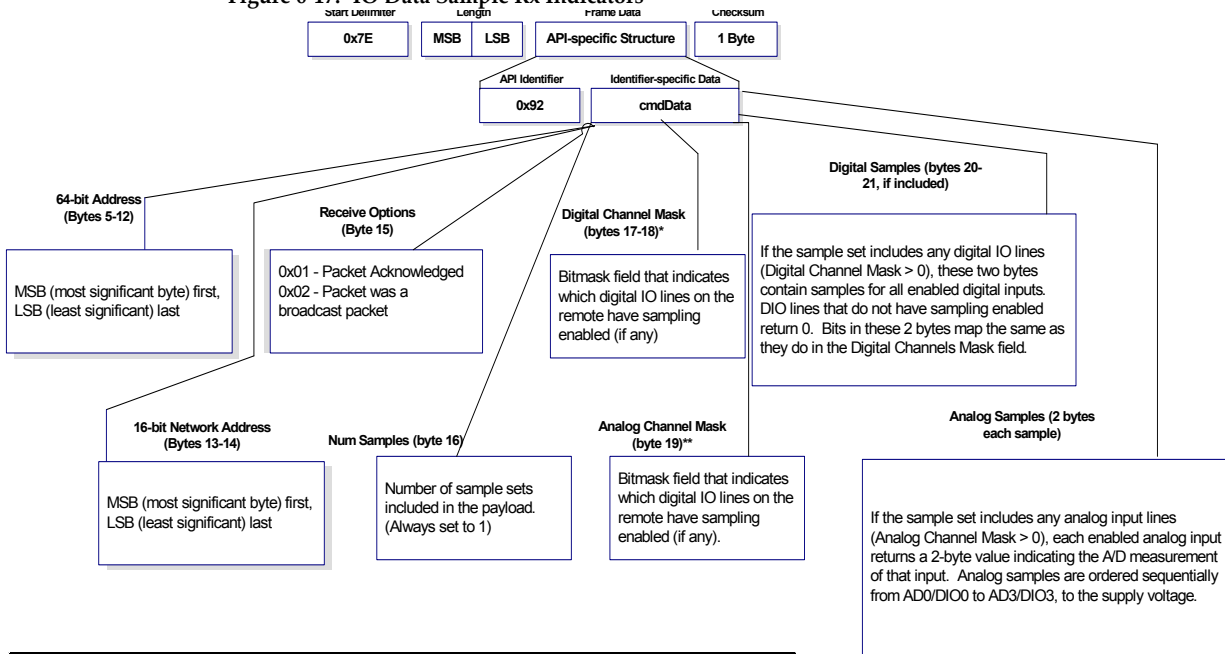 Figure 6-17. IO Data Sample Rx Indicators
Start Delimiter
Length
Frame Data
Checksum
0x7E
MSB
LSB
API-specific Structure
1 Byte
API Identifier
Identifier-specific Data
0x92
cmdData
64-bit Address
(Bytes 5-12)
MSB (most significant byte) first,
LSB (least significant) last
Receive Options
(Byte 15)
0x01 - Packet Acknowledged
0x02 - Packet was a
broadcast packet
Digital Channel Mask
(bytes 17-18)*
Bitmask field that indicates
which digital IO lines on the
remote have sampling
enabled (if any)
Digital Samples (bytes 20-
21, if included)
If the sample set includes any digital IO lines
(Digital Channel Mask > 0), these two bytes
contain samples for all enabled digital inputs.
DIO lines that do not have sampling enabled
return 0. Bits in these 2 bytes map the same as
they do in the Digital Channels Mask field.
16-bit Network Address
(Bytes 13-14)
MSB (most significant byte) first,
LSB (least significant) last
Num Samples (byte 16)
Number of sample sets
included in the payload.
(Always set to 1)
Analog Channel Mask
(byte 19)**
Bitmask field that indicates
which digital IO lines on the
remote have sampling
enabled (if any).
Analog Samples (2 bytes
each sample)
If the sample set includes any analog input lines
(Analog Channel Mask > 0), each enabled analog input
returns a 2-byte value indicating the A/D measurement
of that input. Analog samples are ordered sequentially
from AD0/DIO0 to AD3/DIO3, to the supply voltage.